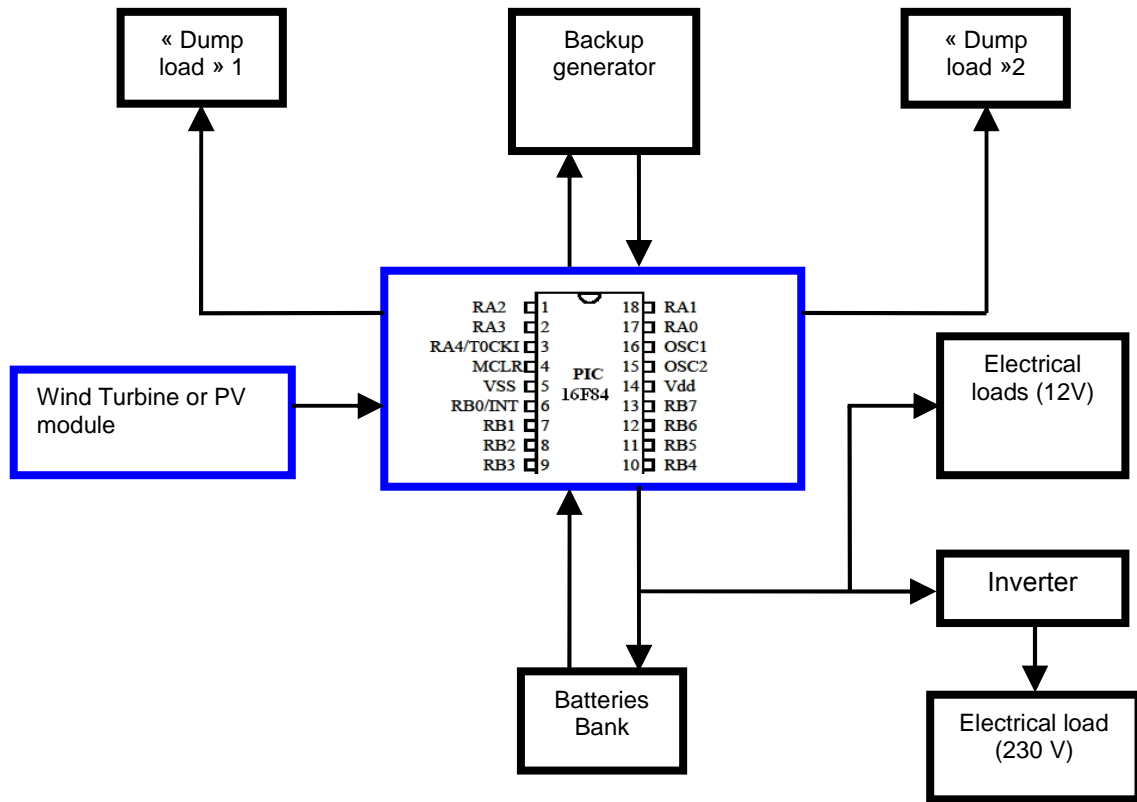 « Dump
load » 1
Backup
generator
« Dump
load »2
RA2 1 18 RA1
RA3 2 17 RA0
RA4/T0CKI 3 16 OSC1
MCLR 4 15 OSC2
VSS 5 14 Vdd
RB0/INT 6 13 RB7
RB1 7 12 RB6
RB2 8 11 RB5
RB3 9 10 RB4
PIC
16F84
Wind Turbine or PV
module
Electrical
loads (12V)
Inverter
Batteries
Bank
Electrical load
(230 V)